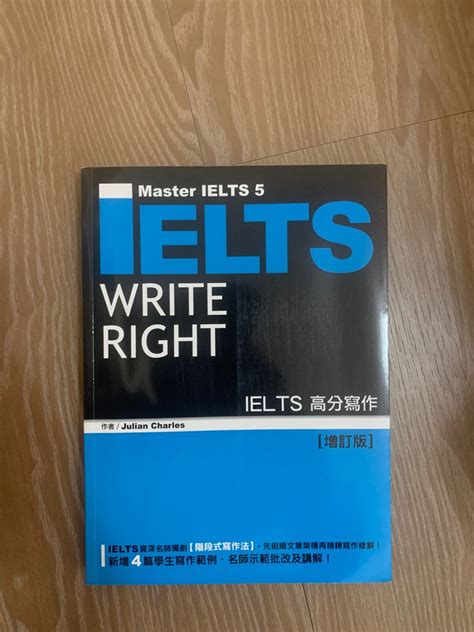 Master IELTS 5
IELTS
WRITE
RIGHT
IELTS 高分寫作
作者/Julian Charles
[增訂版]
IELTS資深名師獨創【階段式寫作法】,先組織文章架構再精鍊寫作修辭!
新增4篇學生寫作範例、名師示範批改及講解!